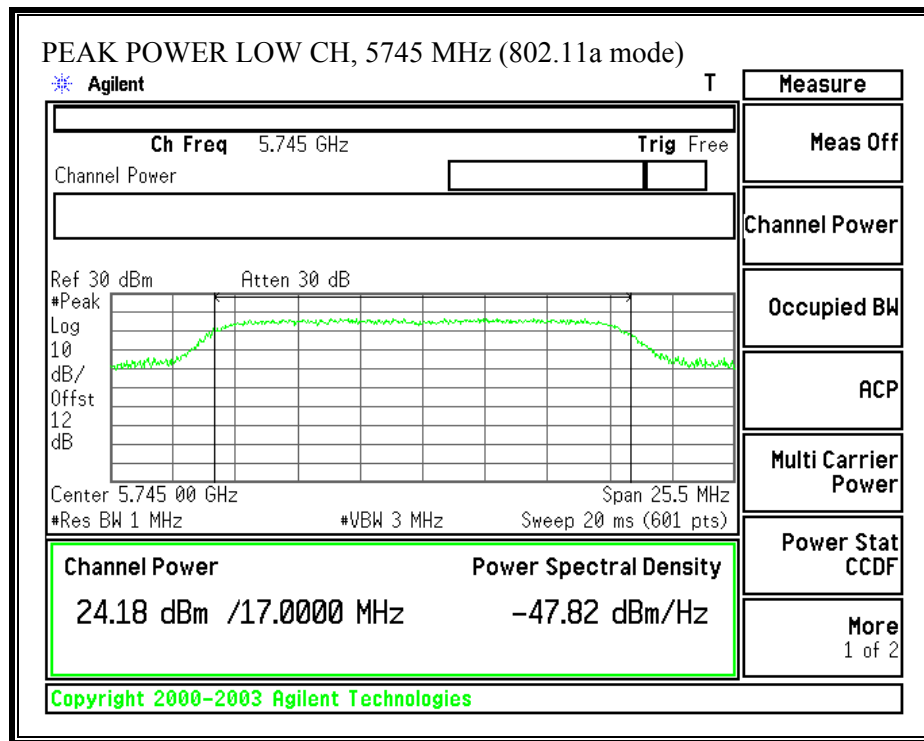 PEAK POWER LOW CH, 5745 MHz (802.11a mode)
Agilent
T
Measure
Ch Freq 5.745 GHz
Trig Free
Meas Off
Channel Power
Channel Power
Ref 30 dBm
Atten 30 dB
#Peak
Log
10
dB/
Offst
12
dB
Occupied BW
ACP
Multi Carrier
Power
Center 5.745 00 GHz
Span 25.5 MHz
#Res BW 1 MHz
#VBW 3 MHz
Sweep 20 ms (601 pts)
Power Stat
CCDF
Channel Power
Power Spectral Density
24.18 dBm /17.0000 MHz
-47.82 dBm/Hz
More
1 of 2
Copyright 2000-2003 Agilent Technologies